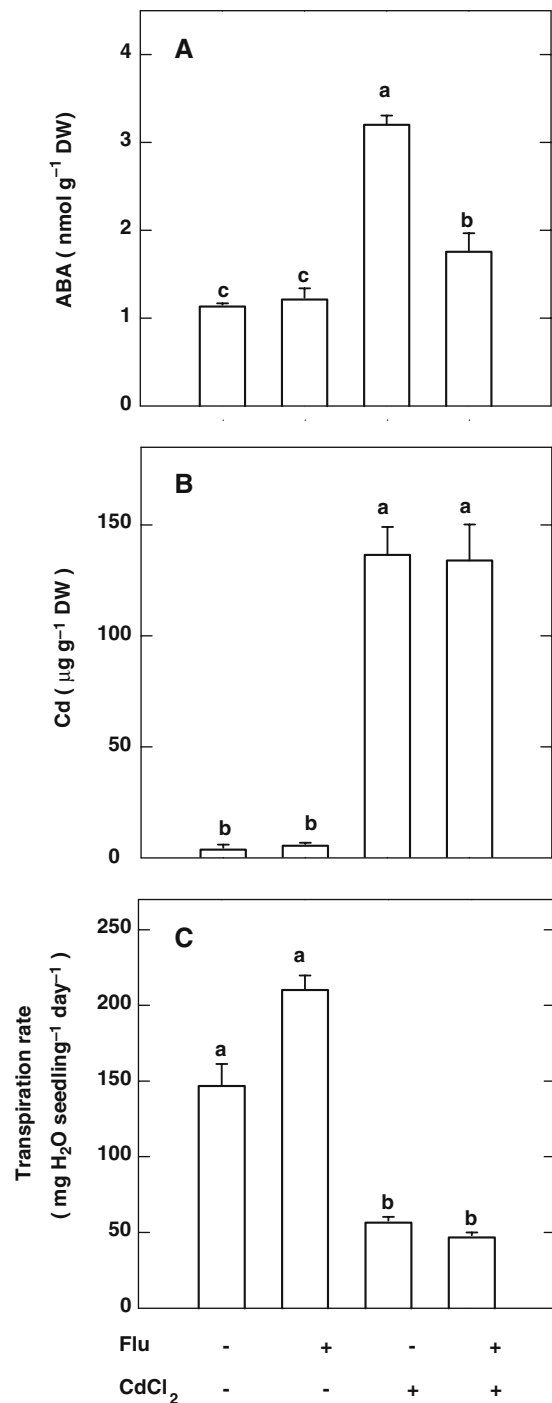 A
4
a
3
ABA ( nmol g⁻¹ DW)
b
2
c c
1
0
B
150
a a
Cd ( μg g⁻¹ DW )
100
50
b b
0
C
250
a
200
Transpiration rate
( mg H₂O seedling⁻¹ day⁻¹ )
a
150
100
b b
50
0
Flu - + - +
CdCl₂ - - + +